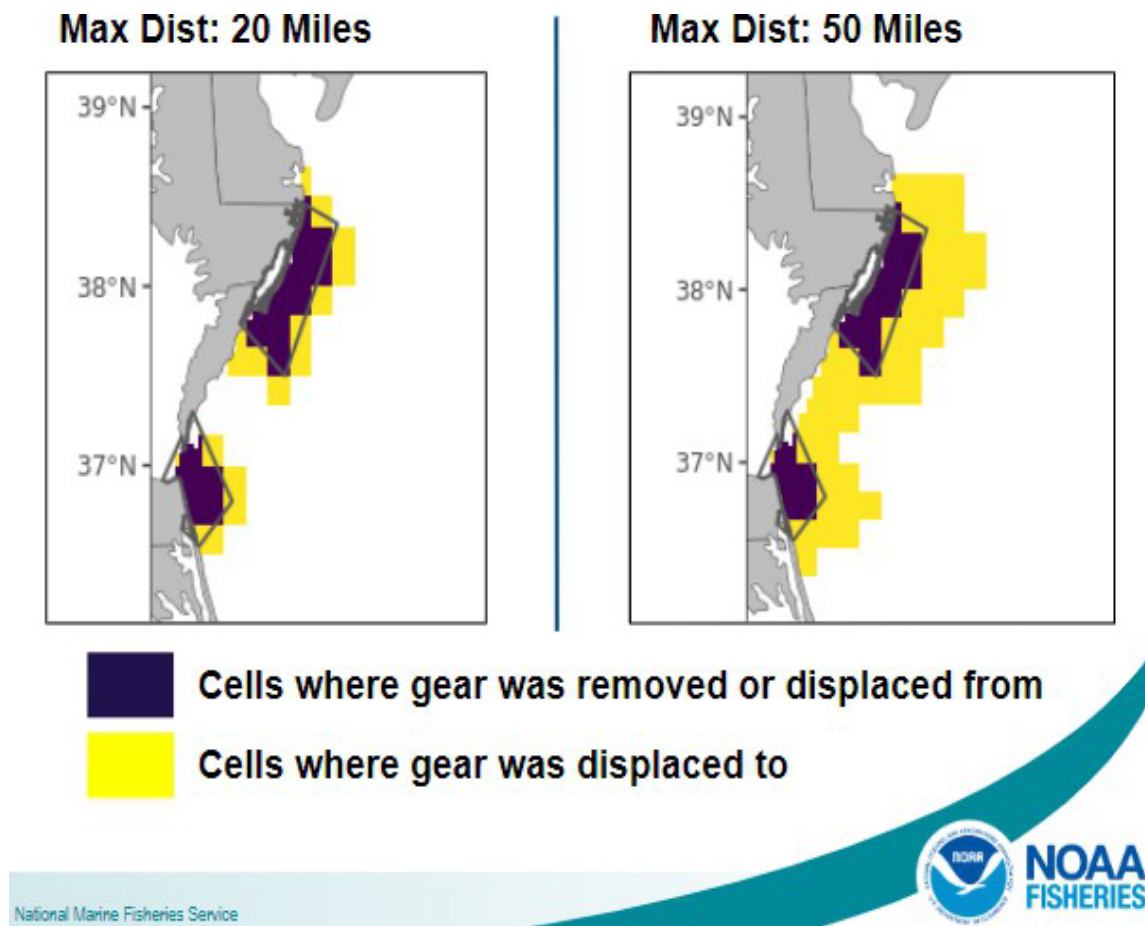 Max Dist: 20 Miles
Max Dist: 50 Miles
39°N
38°N
37°N
39°N
38°N
37°N
Cells where gear was removed or displaced from
Cells where gear was displaced to
NOAA
NOAA
FISHERIES
National Marine Fisheries Service